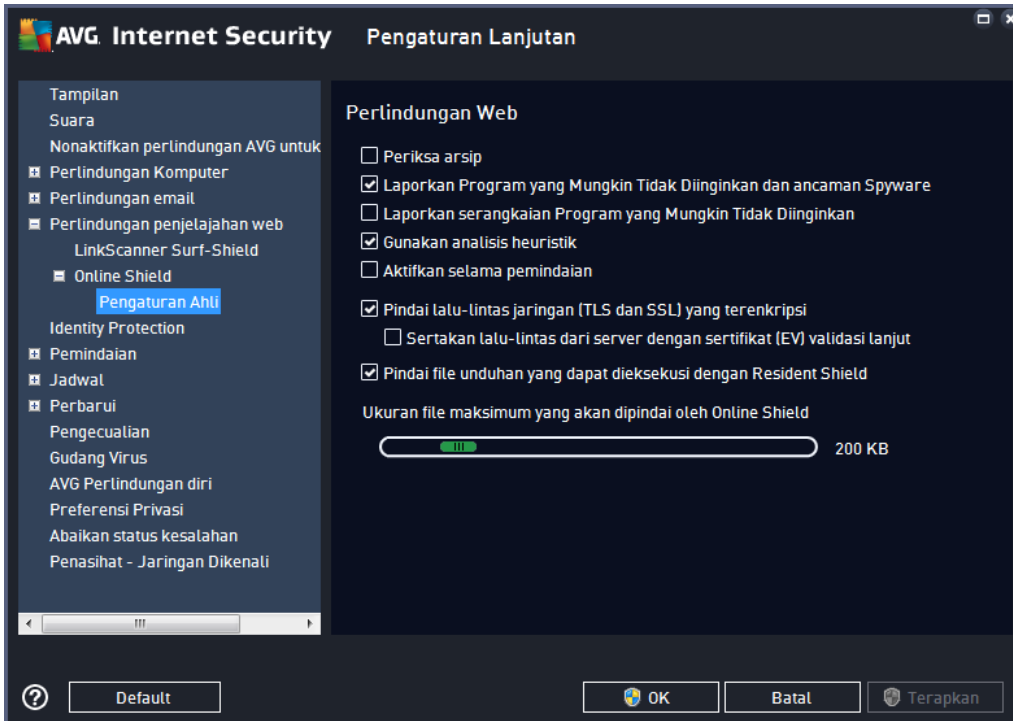 AVG Internet Security Pengaturan Lanjutan
Tampilan
Suara
Nonaktifkan perlindungan AVG untuk
Perlindungan Komputer
Perlindungan email
Perlindungan penjelajahan web
LinkScanner Surf-Shield
Online Shield
Pengaturan Ahli
Identity Protection
Pemindaian
Jadwal
Perbarui
Pengecualian
Gudang Virus
AVG Perlindungan diri
Preferensi Privasi
Abaikan status kesalahan
Penasihat - Jaringan Dikenali
Perlindungan Web
Periksa arsip
Laporkan Program yang Mungkin Tidak Diinginkan dan ancaman Spyware
Laporkan serangkaian Program yang Mungkin Tidak Diinginkan
Gunakan analisis heuristik
Aktifkan selama pemindaian
Pindai lalu-lintas jaringan (TLS dan SSL) yang terenkripsi
Sertakan lalu-lintas dari server dengan sertifikat (EV) validasi lanjut
Pindai file unduhan yang dapat dieksekusi dengan Resident Shield
Ukuran file maksimum yang akan dipindai oleh Online Shield
200 KB
? Default OK Batal Terapkan